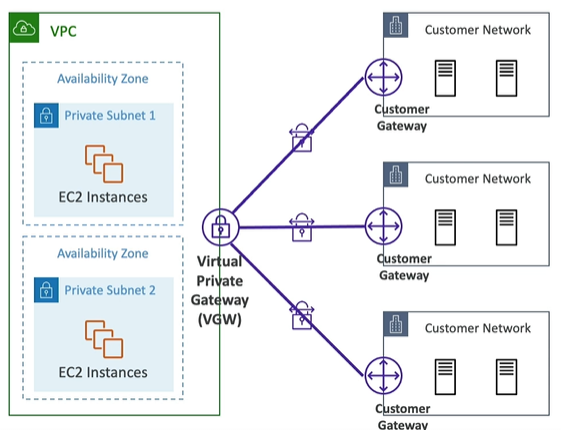 VPC
Availability Zone
Private Subnet 1
EC2 Instances
Availability Zone
Private Subnet 2
EC2 Instances
Virtual
Private
Gateway
(VGW)
Customer Network
Customer
Gateway
Customer Network
Customer
Gateway
Customer Network
Customer
Gateway